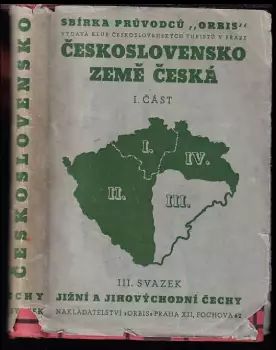 SBÍRKA PRŮVODCŮ „ORBIS"
VYDÁVÁ KLUB ČESKOSLOVENSKÝCH TURISTŮ V PRAZE
ČESKOSLOVENSKO
ZEMĚ ČESKÁ
I. ČÁST
I.
IV.
II.
III.
III. SVAZEK
JIŽNÍ A JIHOVÝCHODNÍ ČECHY
NAKLADATELSTVÍ «ORBIS» PRAHA XII, FOCHOVA 62
ČESKOSLOVENSKO
ČECHY
SVAZEK